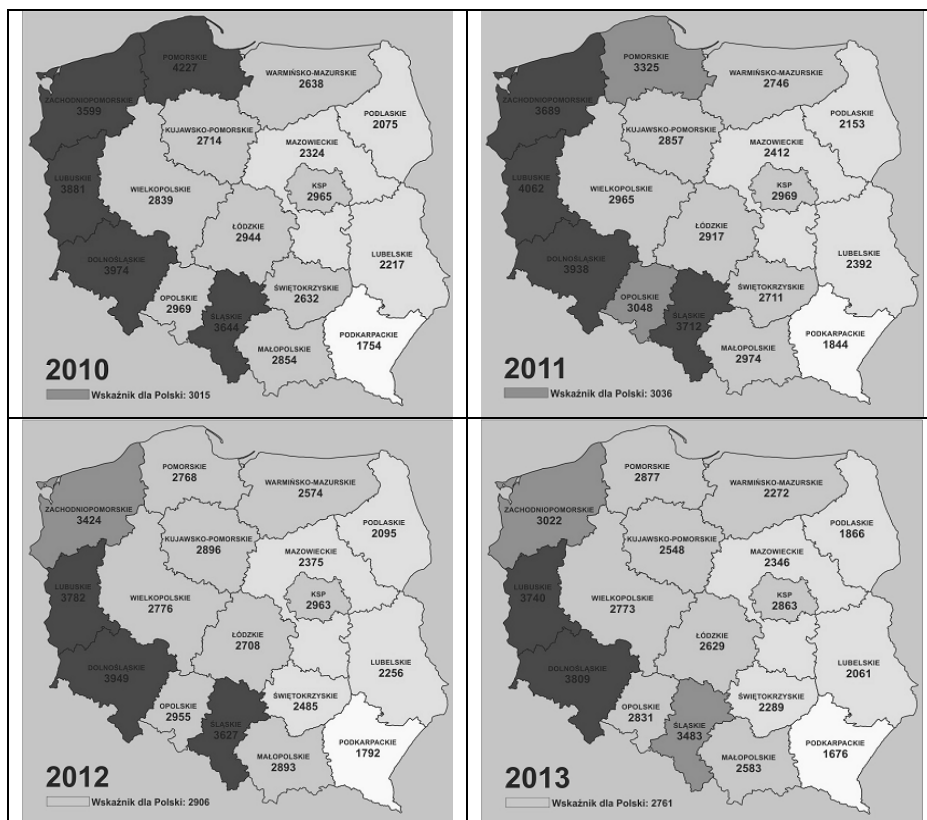 POMORSKIE
4227
WARMIŃSKO-MAZURSKIE
2638
ZACHODNIOPOMORSKIE
3599
PODLASKIE
2075
KUJAWSKO-POMORSKIE
2714
MAZOWIECKIE
2324
LUBUSKIE
3881
WIELKOPOLSKIE
2839
KSP
2965
ŁÓDZKIE
2944
LUBELSKIE
2217
DOLNOŚLĄSKIE
3974
OPOLSKIE
2969
ŚLĄSKIE
3644
ŚWIĘTOKRZYSKIE
2632
PODKARPACKIE
1754
MAŁOPOLSKIE
2854
2010
Wskaźnik dla Polski: 3015
POMORSKIE
3325
WARMIŃSKO-MAZURSKIE
2746
ZACHODNIOPOMORSKIE
3689
PODLASKIE
2153
KUJAWSKO-POMORSKIE
2857
MAZOWIECKIE
2412
LUBUSKIE
4062
WIELKOPOLSKIE
2965
KSP
2969
ŁÓDZKIE
2917
LUBELSKIE
2392
DOLNOŚLĄSKIE
3938
OPOLSKIE
3048
ŚLĄSKIE
3712
ŚWIĘTOKRZYSKIE
2711
PODKARPACKIE
1844
MAŁOPOLSKIE
2974
2011
Wskaźnik dla Polski: 3036
POMORSKIE
2768
WARMIŃSKO-MAZURSKIE
2574
ZACHODNIOPOMORSKIE
3424
PODLASKIE
2095
KUJAWSKO-POMORSKIE
2896
MAZOWIECKIE
2375
LUBUSKIE
3782
WIELKOPOLSKIE
2776
KSP
2963
ŁÓDZKIE
2708
LUBELSKIE
2256
DOLNOŚLĄSKIE
3949
OPOLSKIE
2955
ŚLĄSKIE
3627
ŚWIĘTOKRZYSKIE
2485
PODKARPACKIE
1792
MAŁOPOLSKIE
2893
2012
Wskaźnik dla Polski: 2906
POMORSKIE
2877
WARMIŃSKO-MAZURSKIE
2272
ZACHODNIOPOMORSKIE
3022
PODLASKIE
1866
KUJAWSKO-POMORSKIE
2548
MAZOWIECKIE
2346
LUBUSKIE
3740
WIELKOPOLSKIE
2773
KSP
2863
ŁÓDZKIE
2629
LUBELSKIE
2061
DOLNOŚLĄSKIE
3809
OPOLSKIE
2831
ŚLĄSKIE
3483
ŚWIĘTOKRZYSKIE
2289
PODKARPACKIE
1676
MAŁOPOLSKIE
2583
2013
Wskaźnik dla Polski: 2761